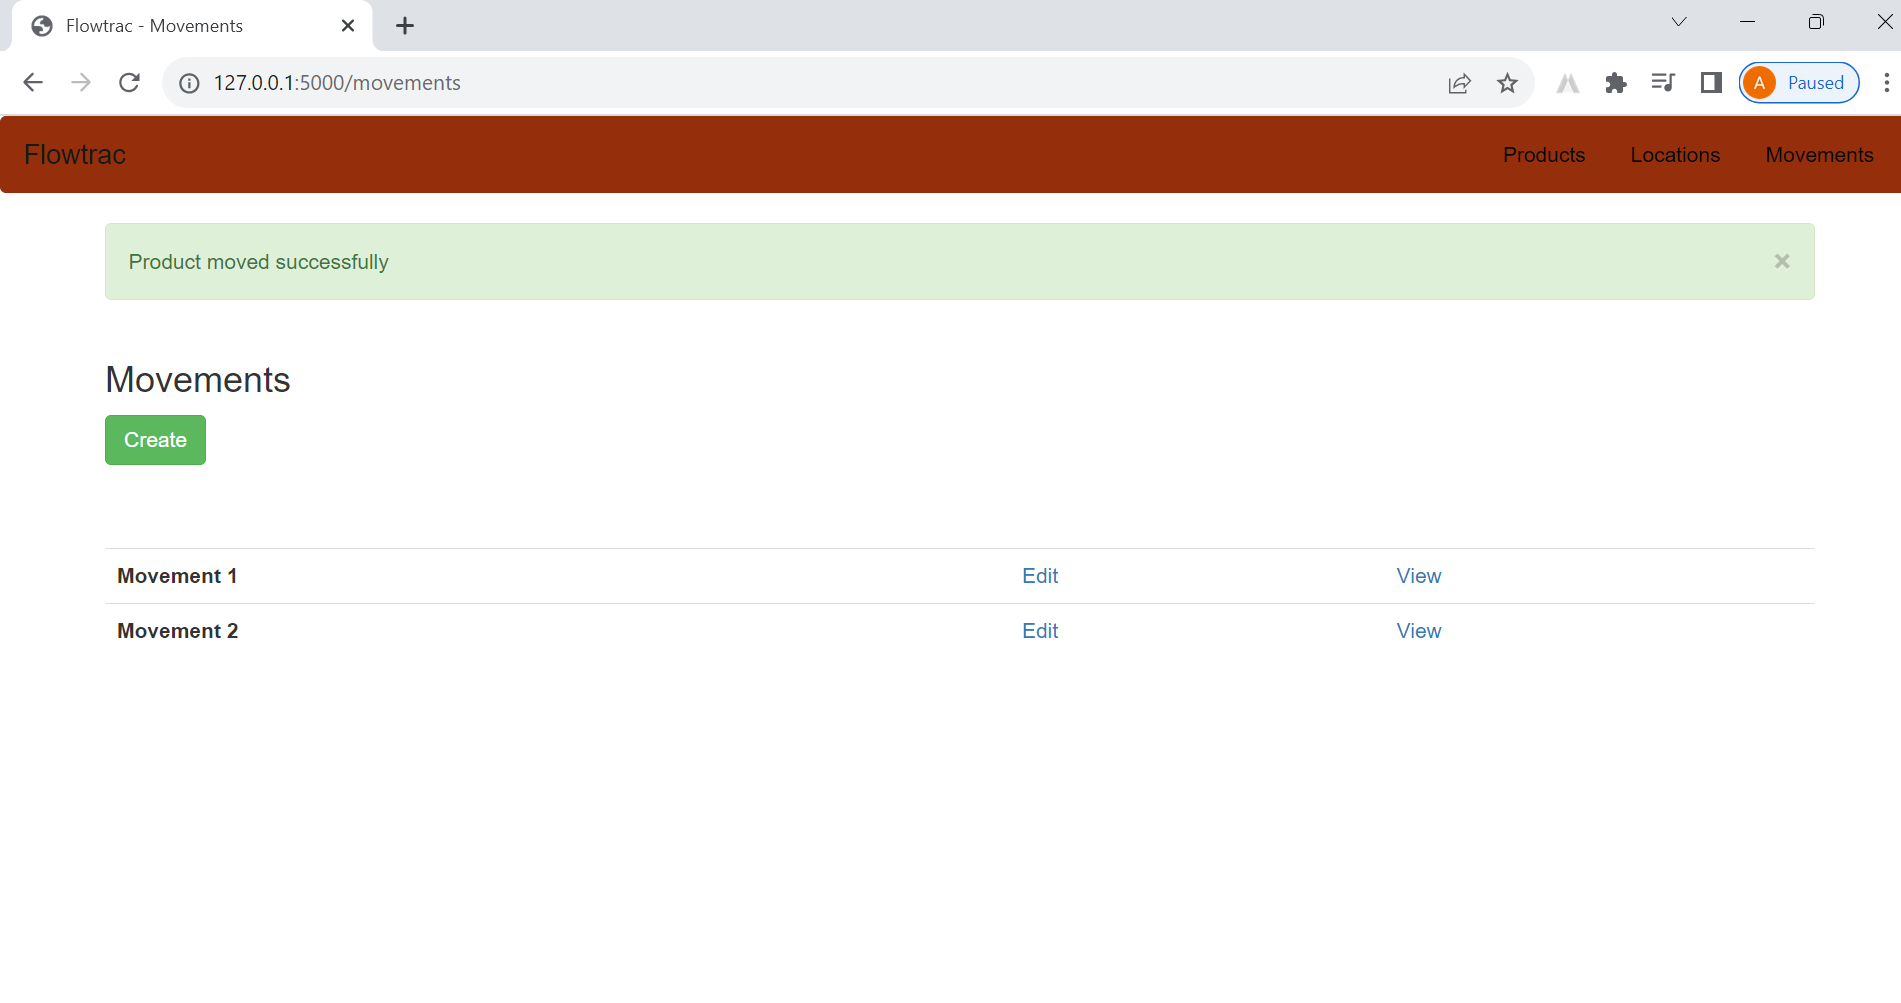 Flowtrac - Movements
127.0.0.1:5000/movements
A Paused
Flowtrac Products Locations Movements
Product moved successfully ×
Movements
Create
Movement 1 Edit View
Movement 2 Edit View